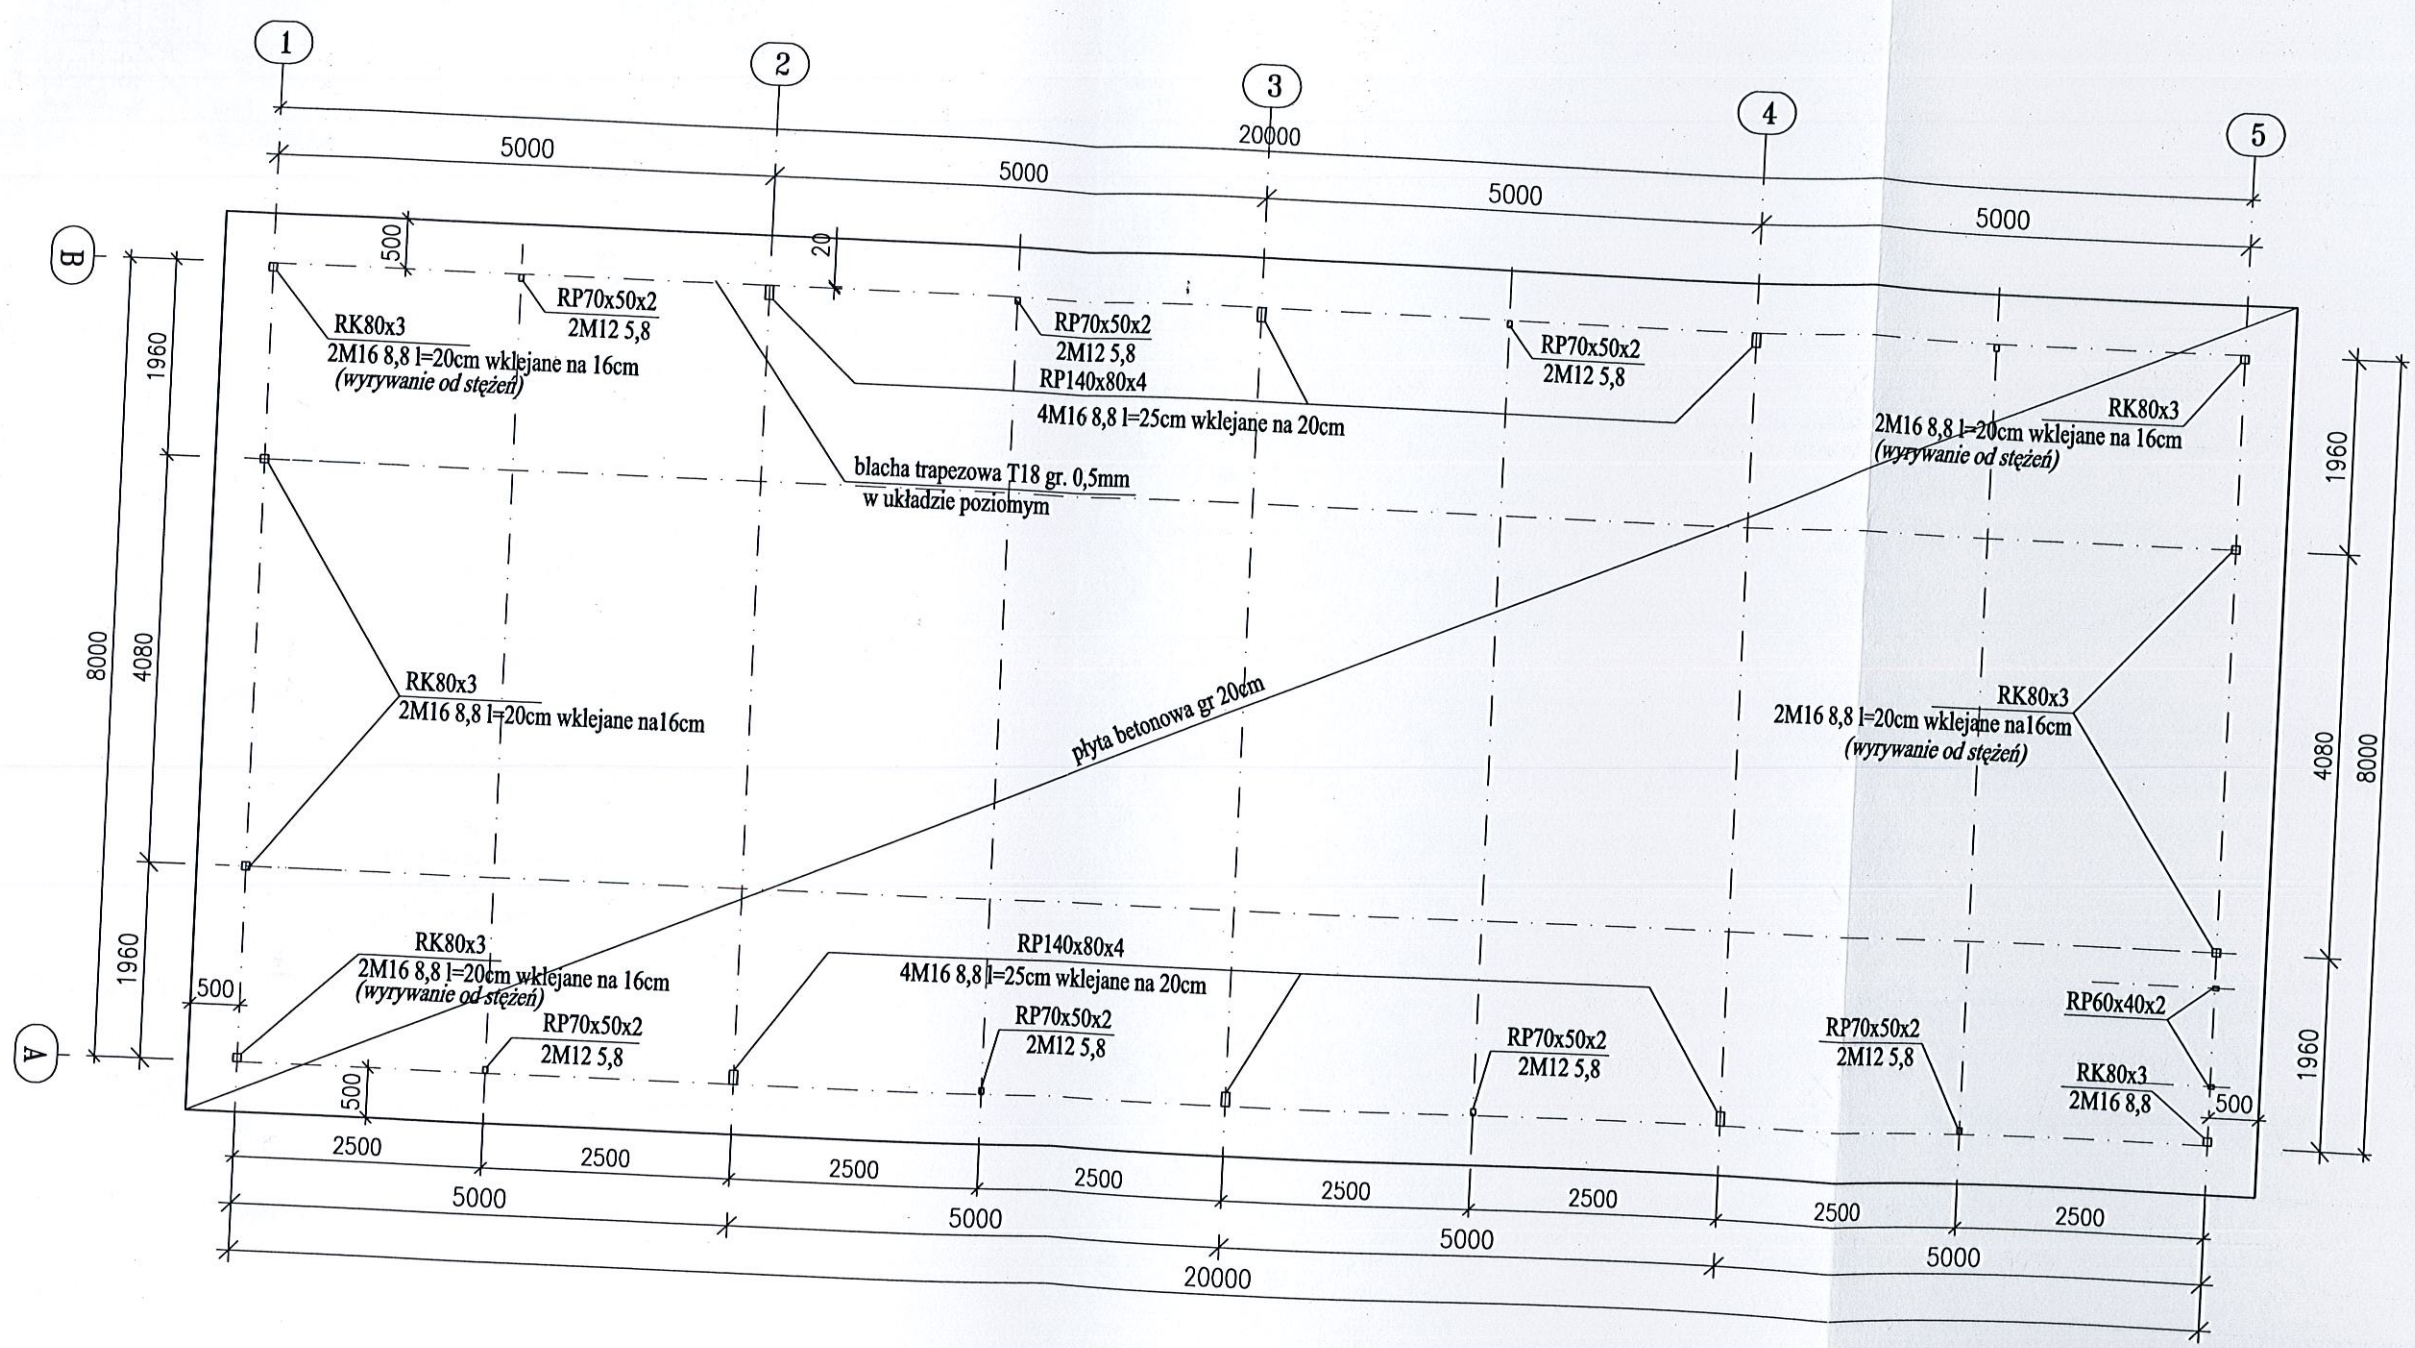 1
2
3
4
5
20000
5000
5000
5000
5000
B
500
20
RK80x3
2M16 8,8 l=20cm wklejane na 16cm
(wyrywanie od stężeń)
RP70x50x2
2M12 5,8
RP70x50x2
2M12 5,8
RP140x80x4
4M16 8,8 l=25cm wklejane na 20cm
RP70x50x2
2M12 5,8
RK80x3
2M16 8,8 l=20cm wklejane na 16cm
(wyrywanie od stężeń)
blacha trapezowa T18 gr. 0,5mm
w układzie poziomym
1960
4080
8000
1960
1960
4080
8000
1960
RK80x3
2M16 8,8 l=20cm wklejane na16cm
płyta betonowa gr 20cm
RK80x3
2M16 8,8 l=20cm wklejane na16cm
(wyrywanie od stężeń)
RK80x3
2M16 8,8 l=20cm wklejane na 16cm
(wyrywanie od stężeń)
500
A
500
RP70x50x2
2M12 5,8
RP140x80x4
4M16 8,8 l=25cm wklejane na 20cm
RP70x50x2
2M12 5,8
RP70x50x2
2M12 5,8
RP70x50x2
2M12 5,8
RP60x40x2
RK80x3
2M16 8,8
500
2500
2500
2500
2500
2500
2500
2500
2500
5000
5000
5000
5000
20000